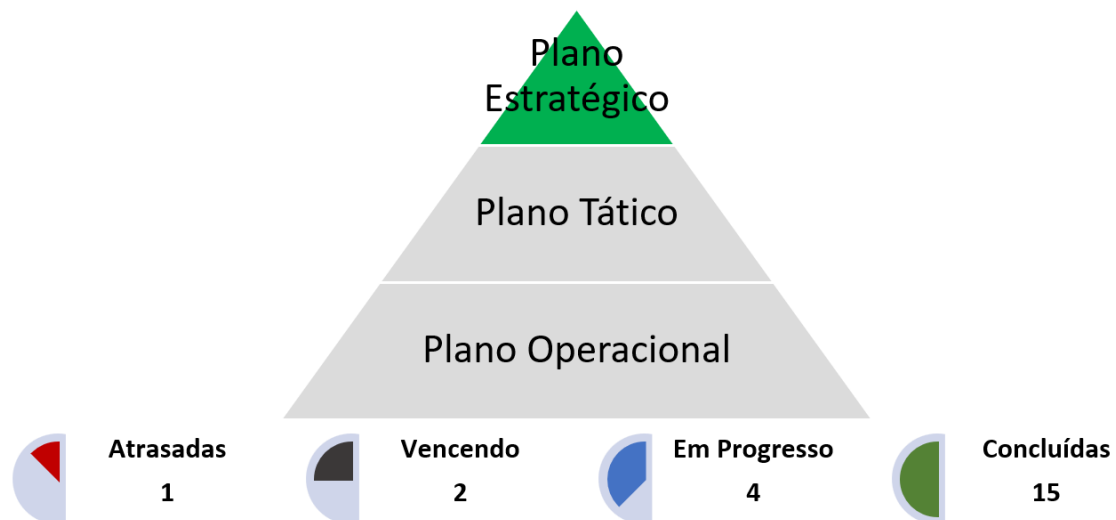 Plano
Estratégico
Plano Tático
Plano Operacional
Atrasadas
1
Vencendo
2
Em Progresso
4
Concluídas
15